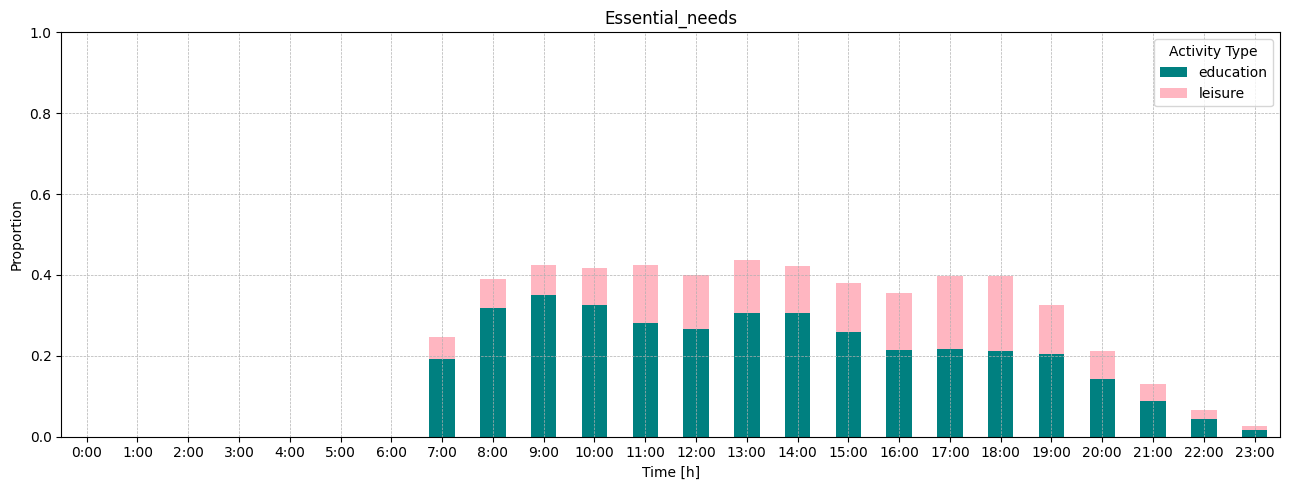 Essential_needs
Proportion
1.0
0.8
0.6
0.4
0.2
0.0
Activity Type
education
leisure
0:00 1:00 2:00 3:00 4:00 5:00 6:00 7:00 8:00 9:00 10:00 11:00 12:00 13:00 14:00 15:00 16:00 17:00 18:00 19:00 20:00 21:00 22:00 23:00
Time [h]